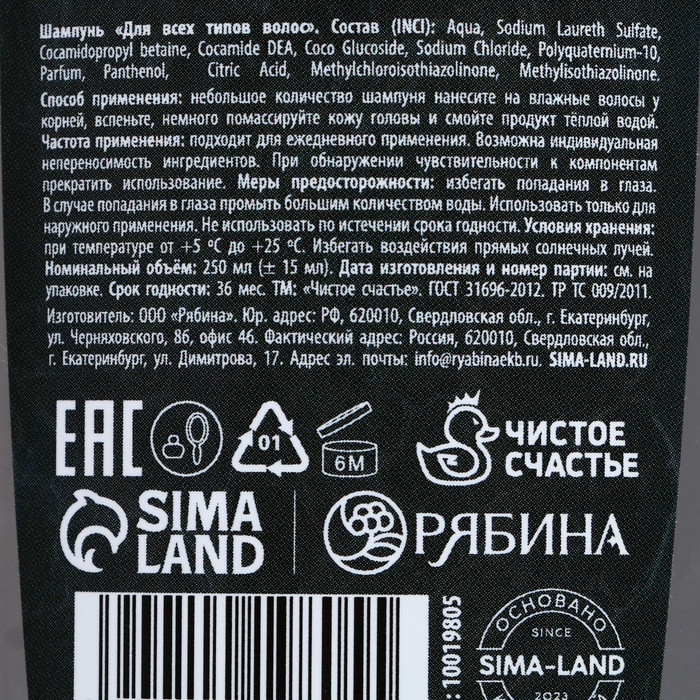 Шампунь «Для всех типов волос». Состав (INCI): Aqua, Sodium Laureth Sulfate,
Cocamidopropyl betaine, Cocamide DEA, Coco Glucoside, Sodium Chloride, Polyquaternium-10,
Parfum, Panthenol, Citric Acid, Methylchloroisothiazolinone, Methylisothiazolinone.
Способ применения: небольшое количество шампуня нанесите на влажные волосы у
корней, вспеньте, немного помассируйте кожу головы и смойте продукт тёплой водой.
Частота применения: подходит для ежедневного применения. Возможна индивидуальная
непереносимость ингредиентов. При обнаружении чувствительности к компонентам
прекратить использование. Меры предосторожности: избегать попадания в глаза.
В случае попадания в глаза промыть большим количеством воды. Использовать только для
наружного применения. Не использовать по истечении срока годности. Условия хранения:
при температуре от +5 ºС до +25 ºС. Избегать воздействия прямых солнечных лучей.
Номинальный объём: 250 мл (± 15 мл). Дата изготовления и номер партии: см. на
упаковке. Срок годности: 36 мес. ТМ: «Чистое счастье». ГОСТ 31696-2012. ТР ТС 009/2011.
Изготовитель: ООО «Рябина». Юр. адрес: РФ, 620010, Свердловская обл., г. Екатеринбург,
ул. Черняховского, 86, офис 46. Фактический адрес: Россия, 620010, Свердловская обл.,
г. Екатеринбург, ул. Димитрова, 17. Адрес эл. почты: info@ryabinaekb.ru. SIMA-LAND.RU
EAC
01
6M
ЧИСТОЕ
СЧАСТЬЕ
SIMA
LAND
РЯБИНА
: 10019805
ОСНОВАНО
SINCE
SIMA-LAND